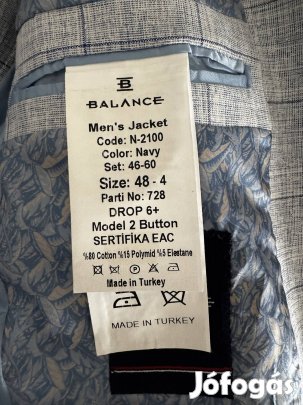 B
BALANCE
Men's Jacket
Code: N-2100
Color: Navy
Set: 46-60
Size: 48 - 4
Parti No: 728
DROP 6+
Model 2 Button
SERTİFİKA EAC
%80 Cotton %15 Polymid %5 Elestane
Made in Turkey
MADE IN TURKEY
Jófogás